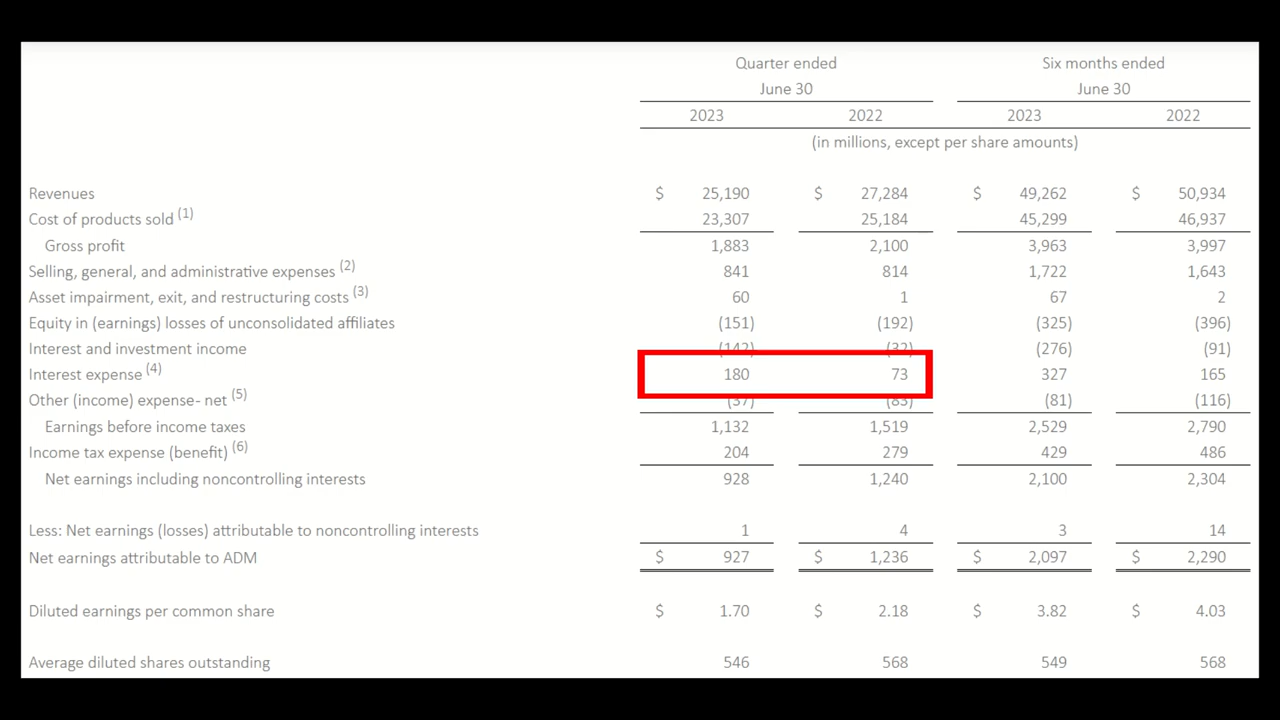 Quarter ended Six months ended
June 30 June 30
2023 2022 2023 2022
(in millions, except per share amounts)
Revenues $ 25,190 $ 27,284 $ 49,262 $ 50,934
Cost of products sold (1) 23,307 25,184 45,299 46,937
Gross profit 1,883 2,100 3,963 3,997
Selling, general, and administrative expenses (2) 841 814 1,722 1,643
Asset impairment, exit, and restructuring costs (3) 60 1 67 2
Equity in (earnings) losses of unconsolidated affiliates (151) (192) (325) (396)
Interest and investment income (142) (32) (276) (91)
Interest expense (4) 180 73 327 165
Other (income) expense- net (5) (37) (83) (81) (116)
Earnings before income taxes 1,132 1,519 2,529 2,790
Income tax expense (benefit) (6) 204 279 429 486
Net earnings including noncontrolling interests 928 1,240 2,100 2,304
Less: Net earnings (losses) attributable to noncontrolling interests 1 4 3 14
Net earnings attributable to ADM $ 927 $ 1,236 $ 2,097 $ 2,290
Diluted earnings per common share $ 1.70 $ 2.18 $ 3.82 $ 4.03
Average diluted shares outstanding 546 568 549 568